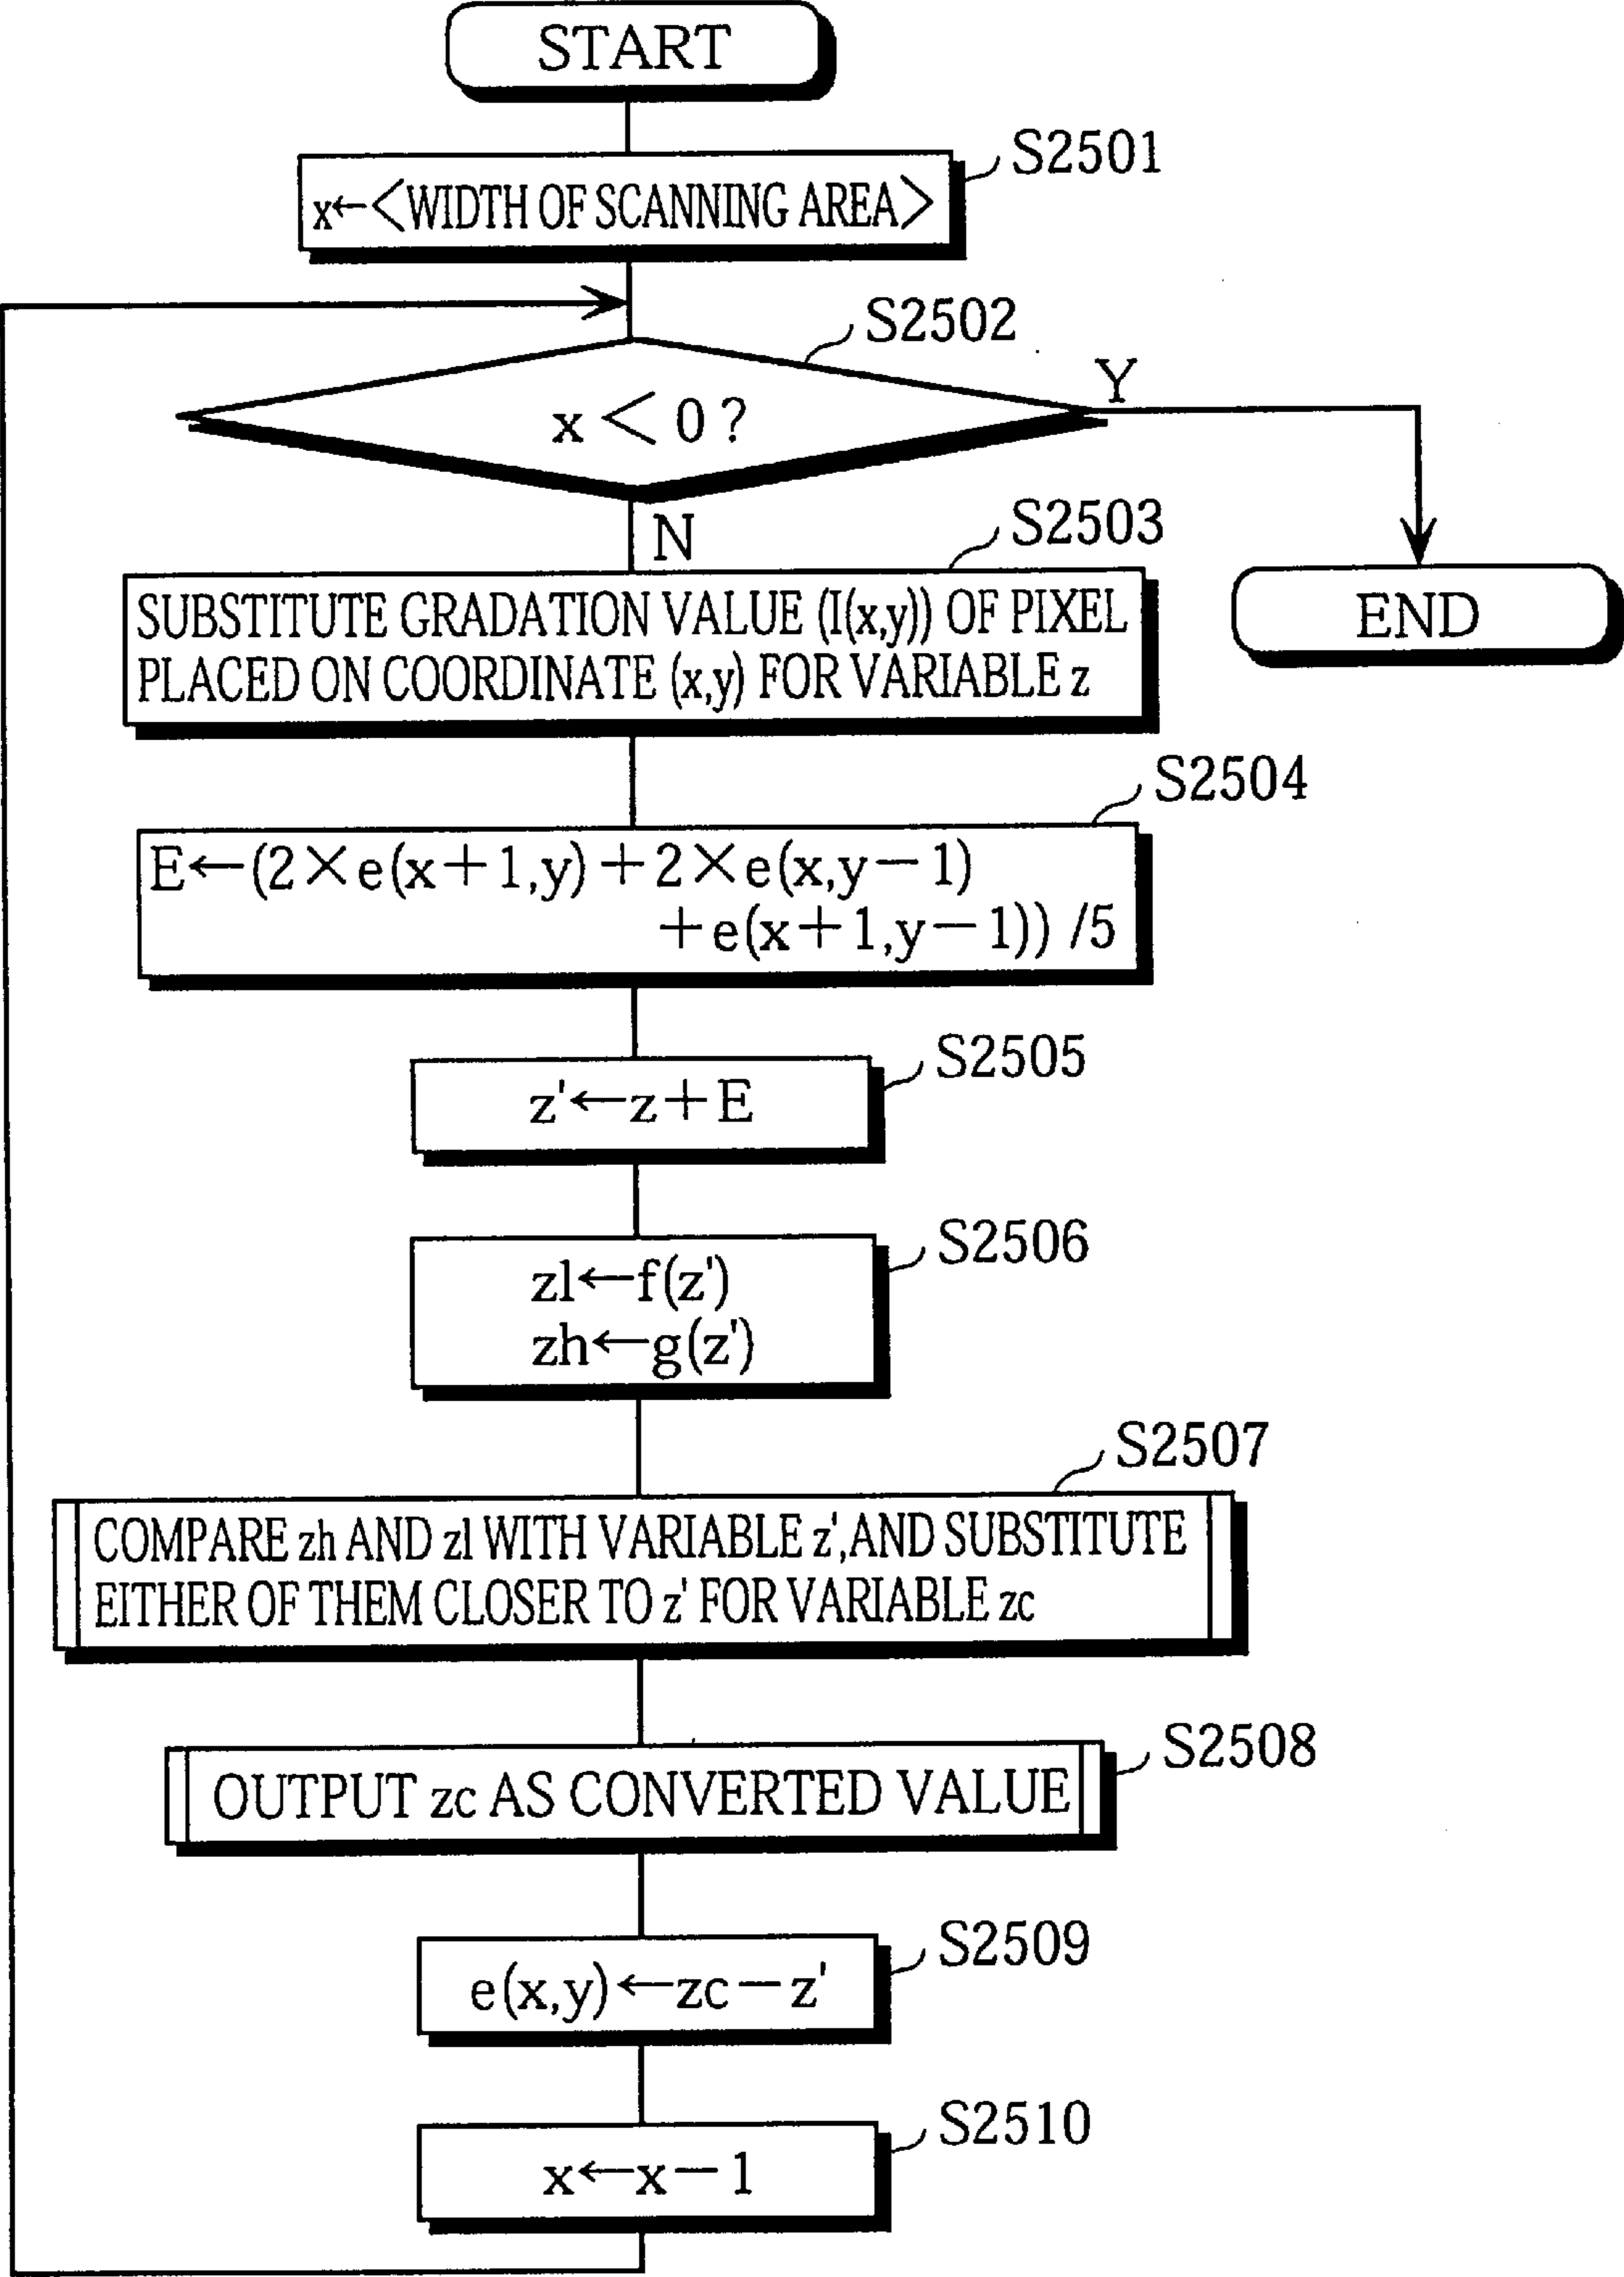 START
S2501
x←<WIDTH OF SCANNING AREA>
S2502
x<0?
Y
N
S2503
SUBSTITUTE GRADATION VALUE (I(x,y)) OF PIXEL
PLACED ON COORDINATE (x,y) FOR VARIABLE z
END
S2504
E←(2×e(x+1,y)+2×e(x,y−1)
+e(x+1,y−1)) /5
S2505
z'←z+E
S2506
zl←f(z')
zh←g(z')
S2507
COMPARE zh AND zl WITH VARIABLE z', AND SUBSTITUTE
EITHER OF THEM CLOSER TO z' FOR VARIABLE zc
S2508
OUTPUT zc AS CONVERTED VALUE
S2509
e(x,y)←zc−z'
S2510
x←x−1